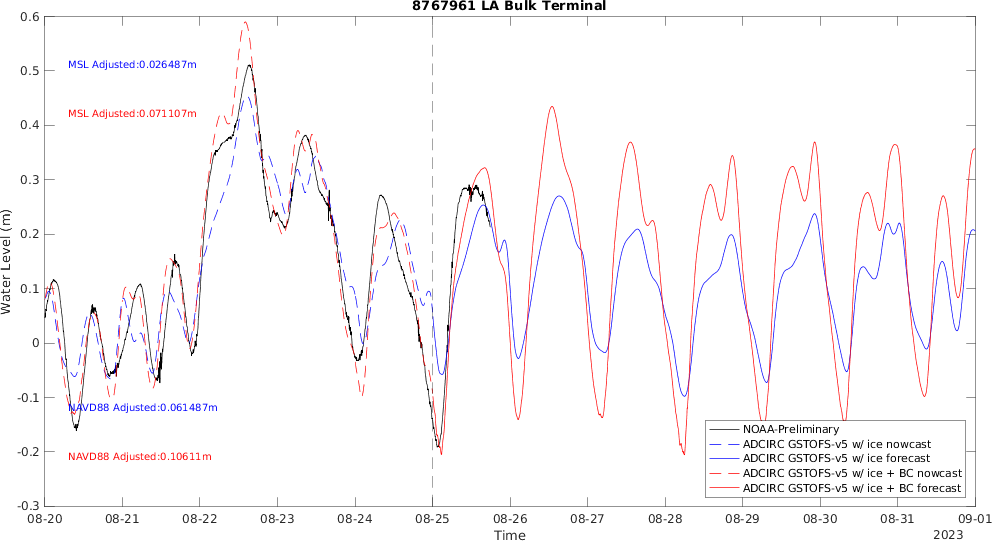 8767961 LA Bulk Terminal
0.6
0.5
0.4
0.3
0.2
0.1
0
-0.1
-0.2
-0.3
Water Level (m)
MSL Adjusted:0.026487m
MSL Adjusted:0.071107m
NAVD88 Adjusted:0.061487m
NAVD88 Adjusted:0.10611m
NOAA-Preliminary
ADCIRC GSTOFS-v5 w/ ice nowcast
ADCIRC GSTOFS-v5 w/ ice forecast
ADCIRC GSTOFS-v5 w/ ice + BC nowcast
ADCIRC GSTOFS-v5 w/ ice + BC forecast
08-20 08-21 08-22 08-23 08-24 08-25 08-26 08-27 08-28 08-29 08-30 08-31 09-01
Time
2023